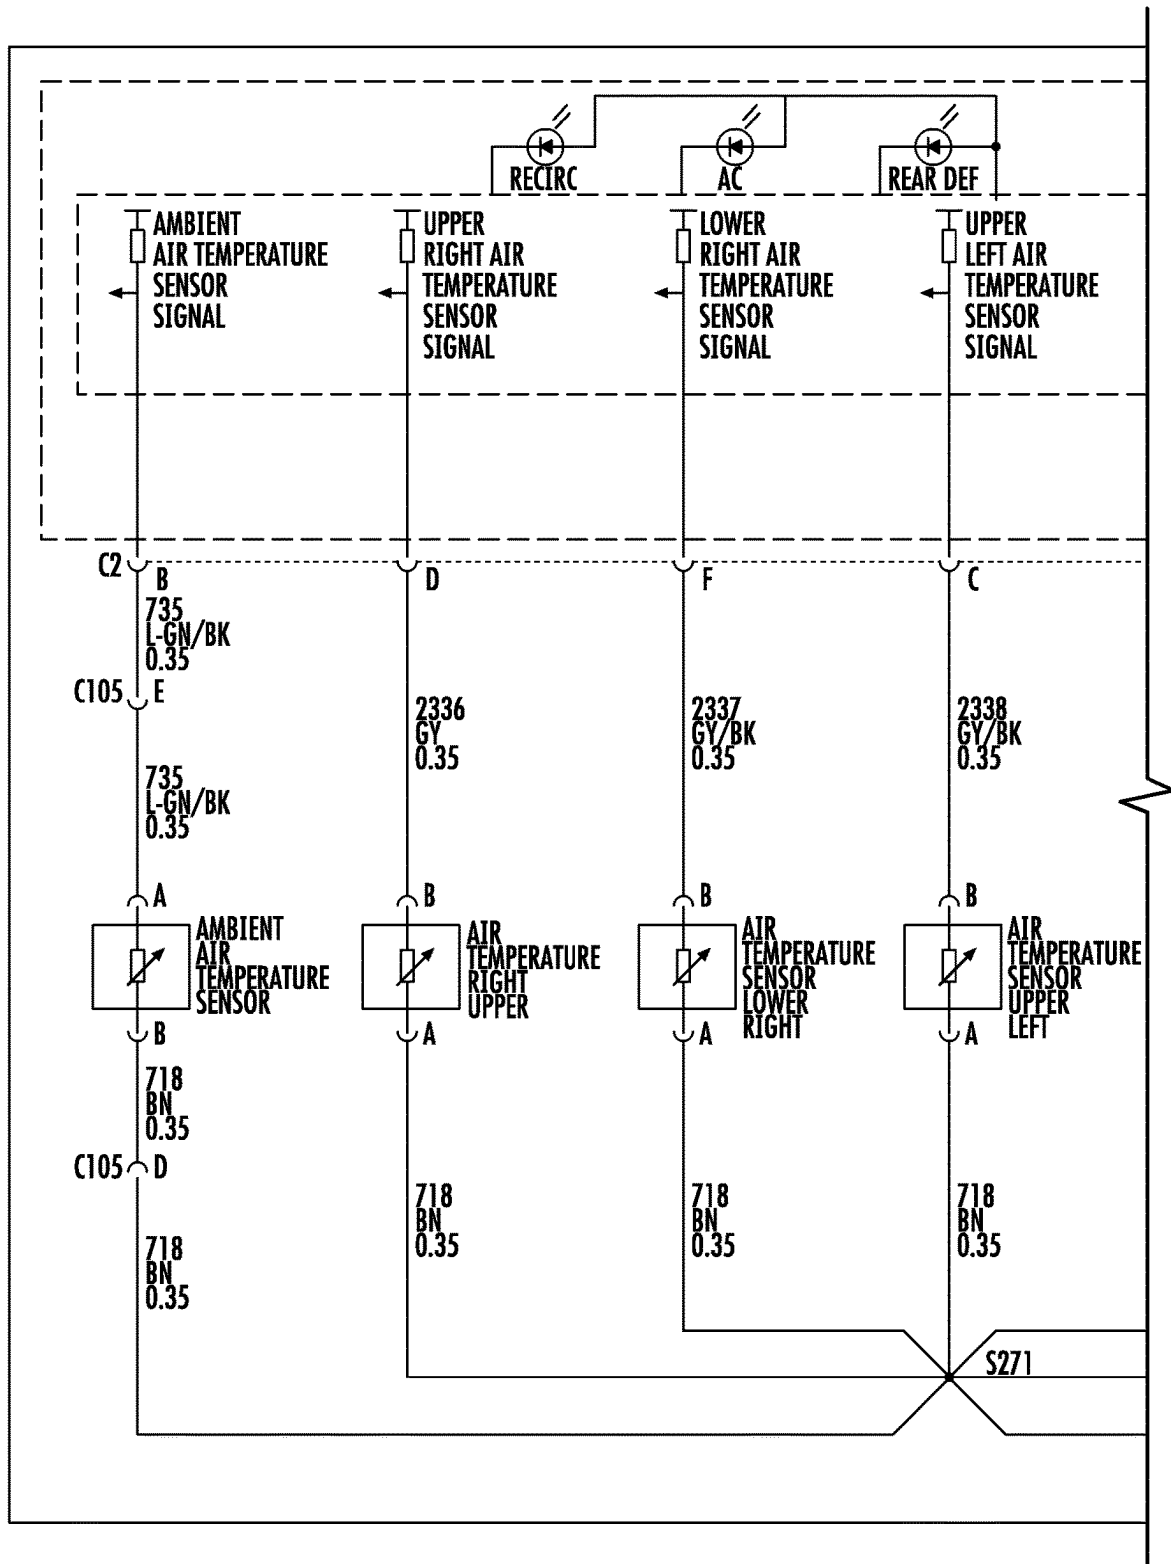 RECIRC
AC
REAR DEF
AMBIENT
AIR TEMPERATURE
SENSOR
SIGNAL
UPPER
RIGHT AIR
TEMPERATURE
SENSOR
SIGNAL
LOWER
RIGHT AIR
TEMPERATURE
SENSOR
SIGNAL
UPPER
LEFT AIR
TEMPERATURE
SENSOR
SIGNAL
C2
B
D
F
C
735
L-GN/BK
0.35
C105
E
2336
GY
0.35
2337
GY/BK
0.35
2338
GY/BK
0.35
735
L-GN/BK
0.35
A
B
B
B
AMBIENT
AIR
TEMPERATURE
SENSOR
AIR
TEMPERATURE
RIGHT
UPPER
AIR
TEMPERATURE
SENSOR
LOWER
RIGHT
AIR
TEMPERATURE
SENSOR
UPPER
LEFT
B
A
A
A
718
BN
0.35
C105
D
718
BN
0.35
718
BN
0.35
718
BN
0.35
718
BN
0.35
S271